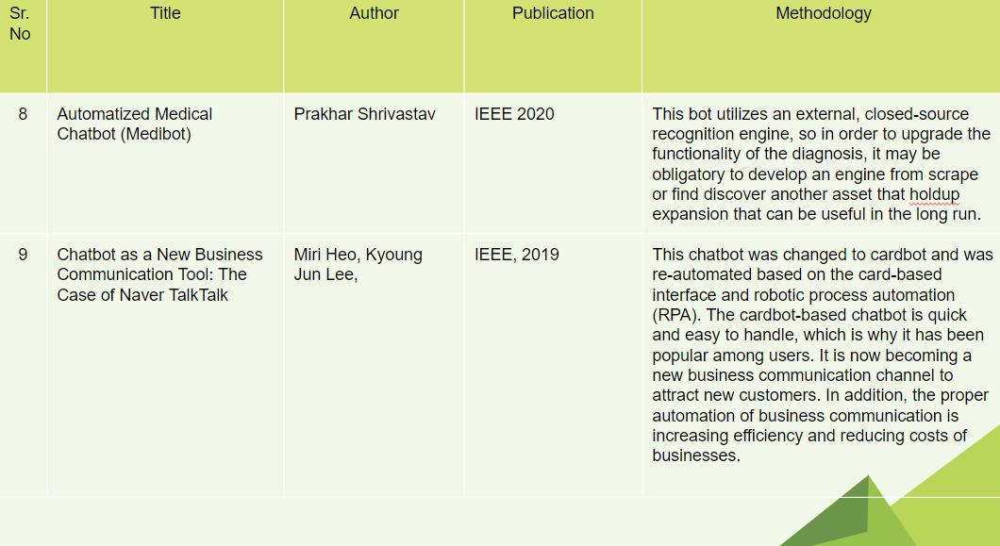 Sr. No
Title
Author
Publication
Methodology
8
Automatized Medical
Chatbot (Medibot)
Prakhar Shrivastav
IEEE 2020
This bot utilizes an external, closed-source
recognition engine, so in order to upgrade the
functionality of the diagnosis, it may be
obligatory to develop an engine from scrape
or find discover another asset that holdup
expansion that can be useful in the long run.
9
Chatbot as a New Business
Communication Tool: The
Case of Naver TalkTalk
Miri Heo, Kyoung
Jun Lee,
IEEE, 2019
This chatbot was changed to cardbot and was
re-automated based on the card-based
interface and robotic process automation
(RPA). The cardbot-based chatbot is quick
and easy to handle, which is why it has been
popular among users. It is now becoming a
new business communication channel to
attract new customers. In addition, the proper
automation of business communication is
increasing efficiency and reducing costs of
businesses.